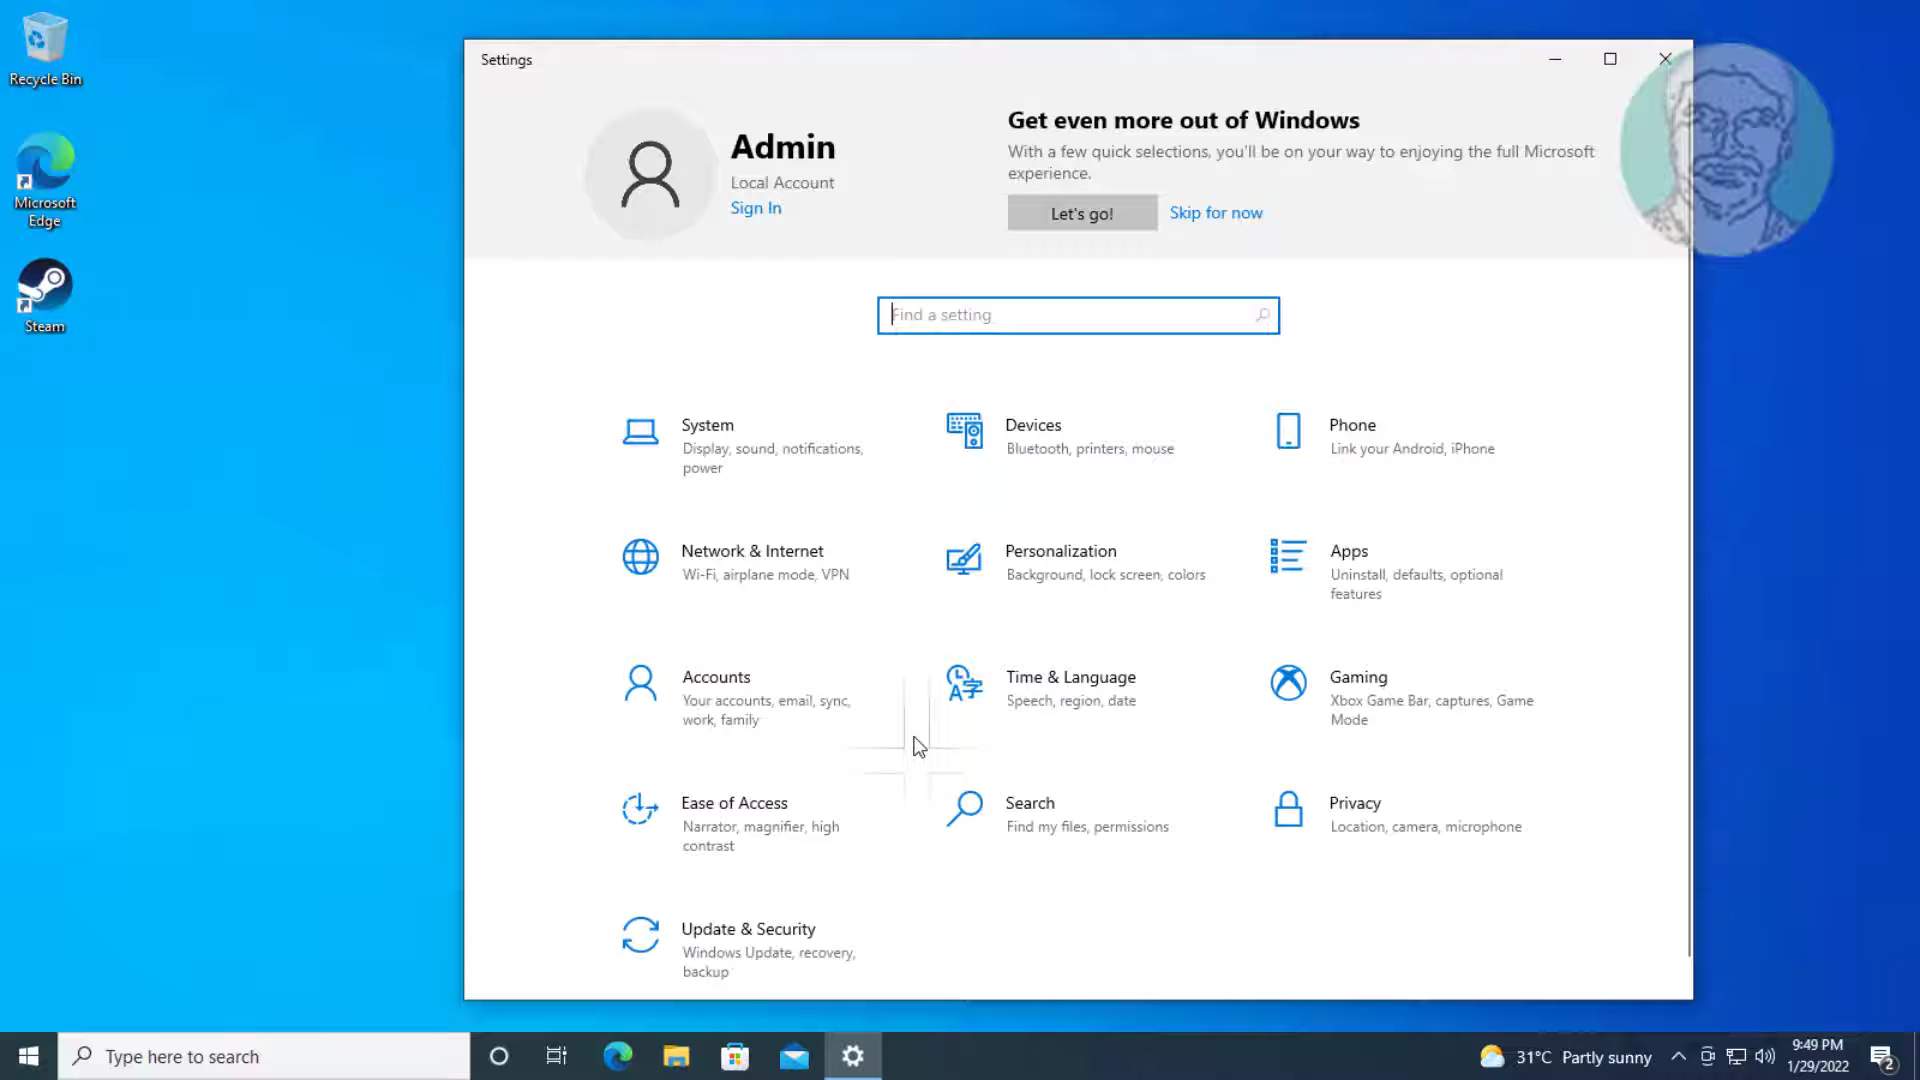 Recycle Bin
Microsoft
Edge
Steam
Settings
Admin
Local Account
Sign In
Get even more out of Windows
With a few quick selections, you'll be on your way to enjoying the full Microsoft
experience.
Let's go!
Skip for now
Find a setting
System
Display, sound, notifications,
power
Devices
Bluetooth, printers, mouse
Phone
Link your Android, iPhone
Network & Internet
Wi-Fi, airplane mode, VPN
Personalization
Background, lock screen, colors
Apps
Uninstall, defaults, optional
features
Accounts
Your accounts, email, sync,
work, family
Time & Language
Speech, region, date
Gaming
Xbox Game Bar, captures, Game
Mode
Ease of Access
Narrator, magnifier, high
contrast
Search
Find my files, permissions
Privacy
Location, camera, microphone
Update & Security
Windows Update, recovery,
backup
Type here to search
31°C Partly sunny
9:49 PM
1/29/2022
2